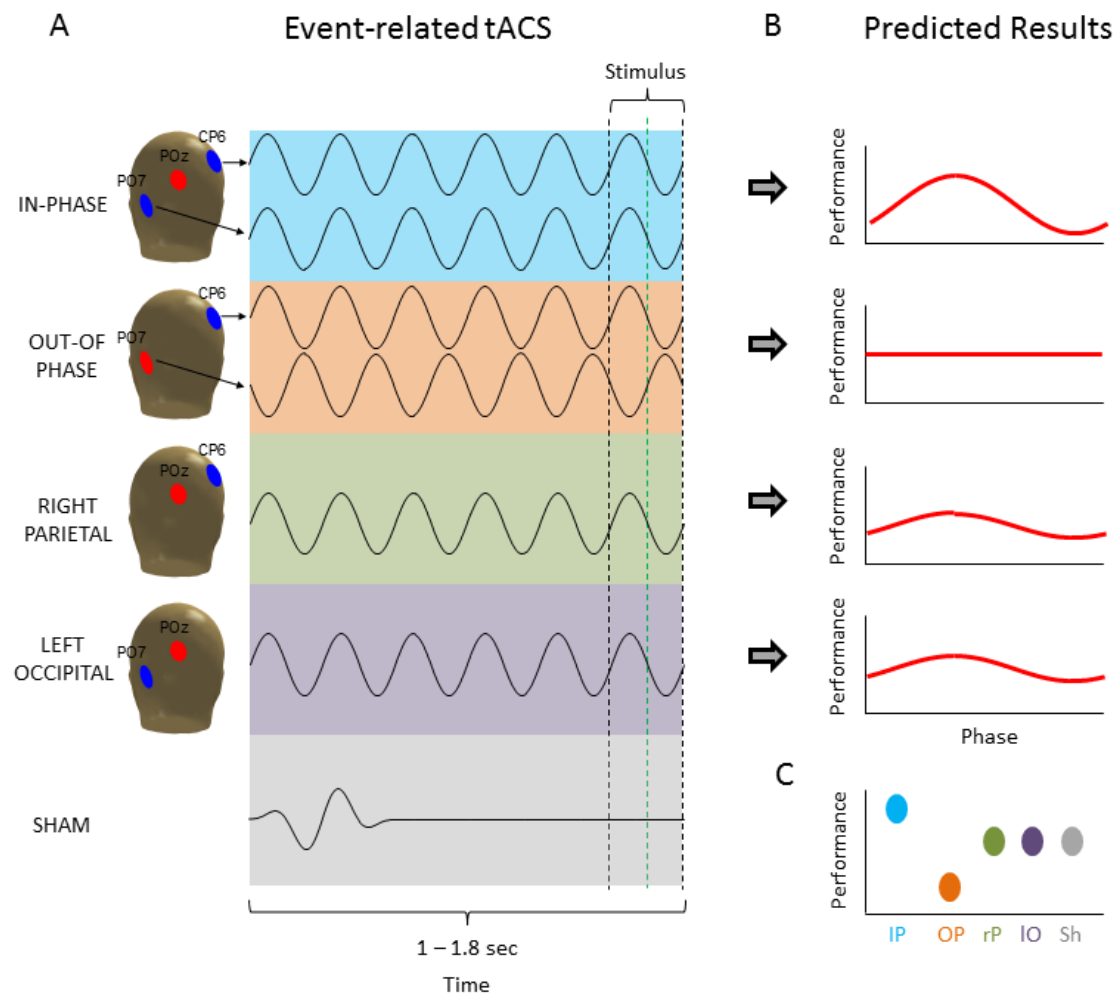 A
Event-related tACS
B
Predicted Results
Stimulus
CP6
POz
PO7
IN-PHASE
Performance
CP6
PO7
OUT-OF
PHASE
Performance
CP6
POz
RIGHT
PARIETAL
Performance
POz
PO7
LEFT
OCCIPITAL
Performance
Phase
SHAM
C
Performance
IP OP rP lO Sh
1 – 1.8 sec
Time